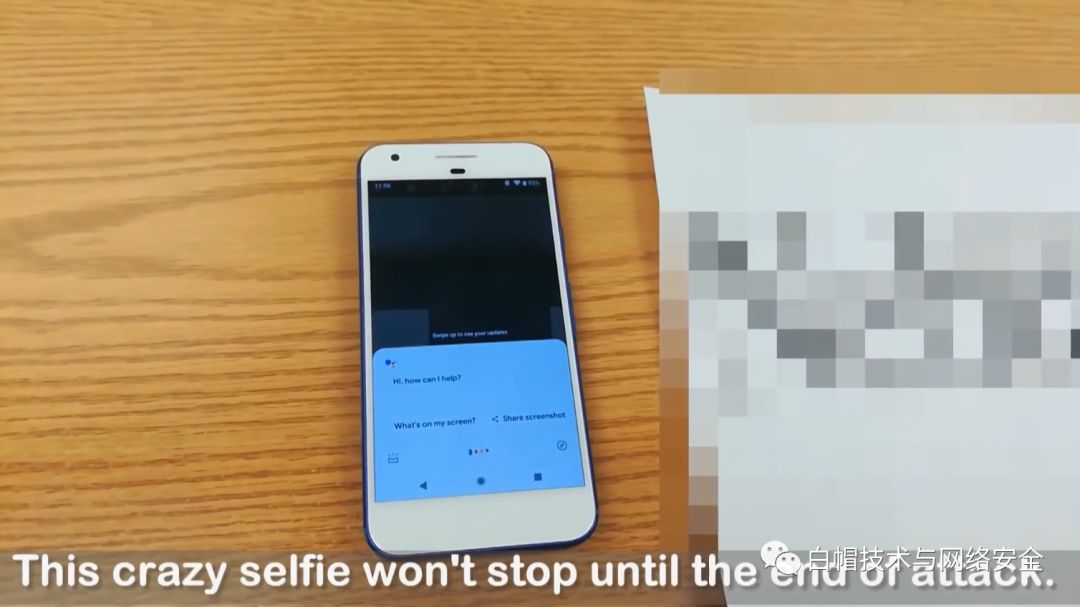 11:56
Swipe up to see your updates
Hi, how can I help?
What's on my screen?
Share screenshot
This crazy selfie won't stop until the end of attack.
白帽技术与网络安金